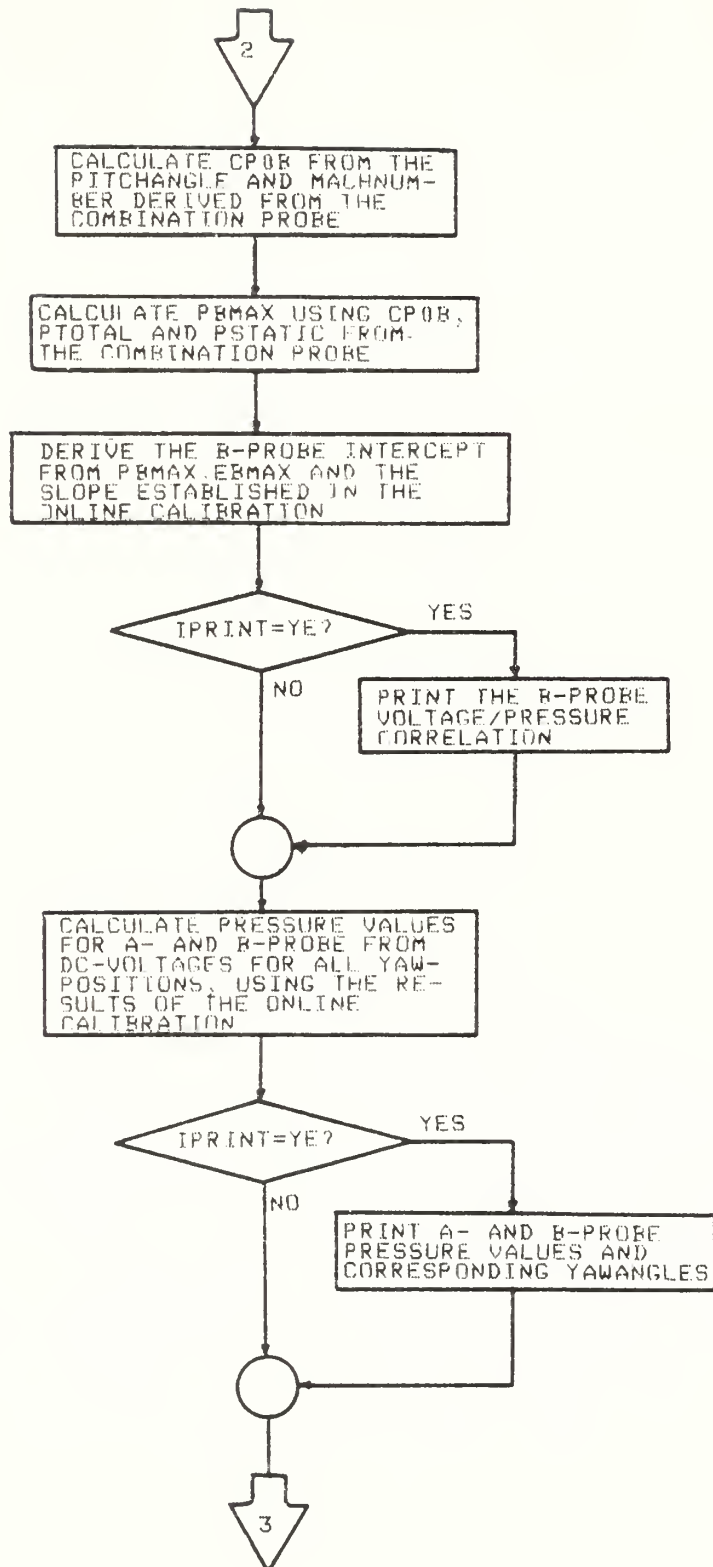 2
CALCULATE CP0B FROM THE
PITCHANGLE AND MACHNUM-
BER DERIVED FROM THE
COMBINATION PROBE
CALCULATE PBMAX USING CP0B,
PTOTAL AND PSTATIC FROM
THE COMBINATION PROBE
DERIVE THE B-PROBE INTERCEPT
FROM PBMAX,EBMAX AND THE
SLOPE ESTABLISHED IN THE
ONLINE CALIBRATION
IPRINT=YE?
YES
NO
PRINT THE B-PROBE
VOLTAGE/PRESSURE
CORRELATION
CALCULATE PRESSURE VALUES
FOR A- AND B-PROBE FROM
DC-VOLTAGES FOR ALL YAW-
POSITIONS, USING THE RE-
SULTS OF THE ONLINE
CALIBRATION
IPRINT=YE?
YES
NO
PRINT A- AND B-PROBE
PRESSURE VALUES AND
CORRESPONDING YAWANGLES
3